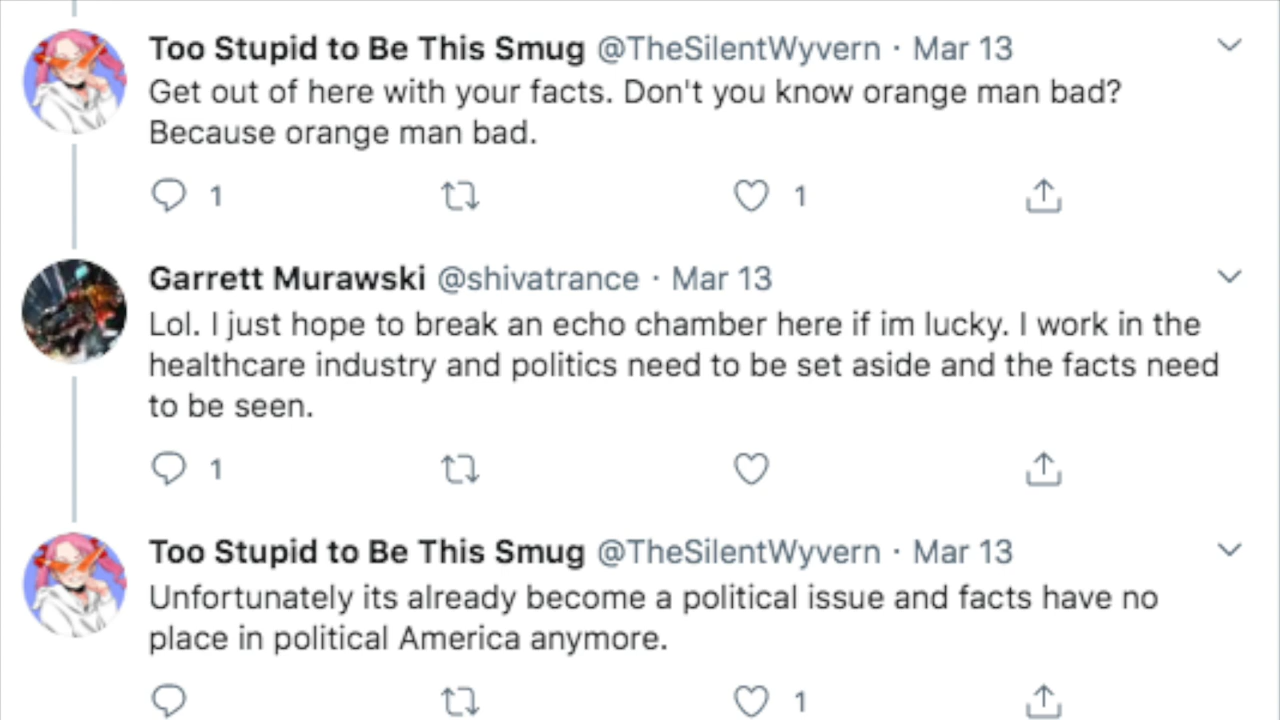 Too Stupid to Be This Smug @TheSilentWyvern · Mar 13
Get out of here with your facts. Don't you know orange man bad?
Because orange man bad.
1 1
Garrett Murawski @shivatrance · Mar 13
Lol. I just hope to break an echo chamber here if im lucky. I work in the
healthcare industry and politics need to be set aside and the facts need
to be seen.
1
Too Stupid to Be This Smug @TheSilentWyvern · Mar 13
Unfortunately its already become a political issue and facts have no
place in political America anymore.
1